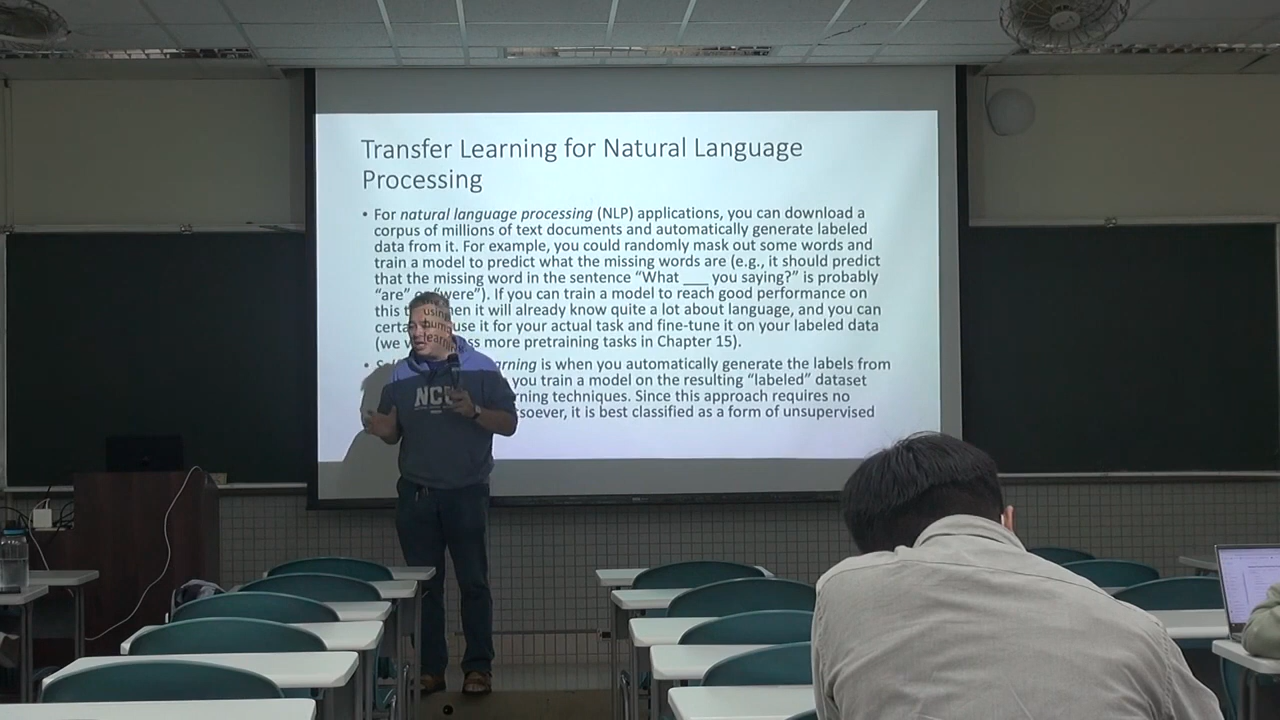 Transfer Learning for Natural Language
Processing
• For natural language processing (NLP) applications, you can download a
corpus of millions of text documents and automatically generate labeled
data from it. For example, you could randomly mask out some words and
train a model to predict what the missing words are (e.g., it should predict
that the missing word in the sentence “What ___ you saying?” is probably
“are” or “were”). If you can train a model to reach good performance on
this then it will already know quite a lot about language, and you can
use it for your actual task and fine-tune it on your labeled data
(we more pretraining tasks in Chapter 15).
• is when you automatically generate the labels from
you train a model on the resulting “labeled” dataset
using techniques. Since this approach requires no
it is best classified as a form of unsupervised
learning
NCU